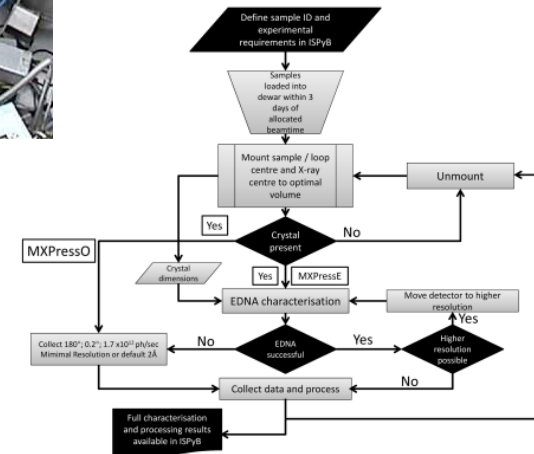 Define sample ID and
experimental
requirements in ISPyB
Samples
loaded into
dewar within 3
days of
allocated
beamtime
Mount sample / loop
centre and X-ray
centre to optimal
volume
Unmount
Yes
No
Crystal
present
MXPressO
Crystal
dimensions
Yes
MXPressE
EDNA characterisation
Move detector to higher
resolution
Yes
Collect 180°; 0.2°; 1.7 x10¹² ph/sec
Mimimal Resolution or default 2Å
No
EDNA
successful
Yes
Higher
resolution
possible
No
Collect data and process
Full characterisation
and processing results
available in ISPyB